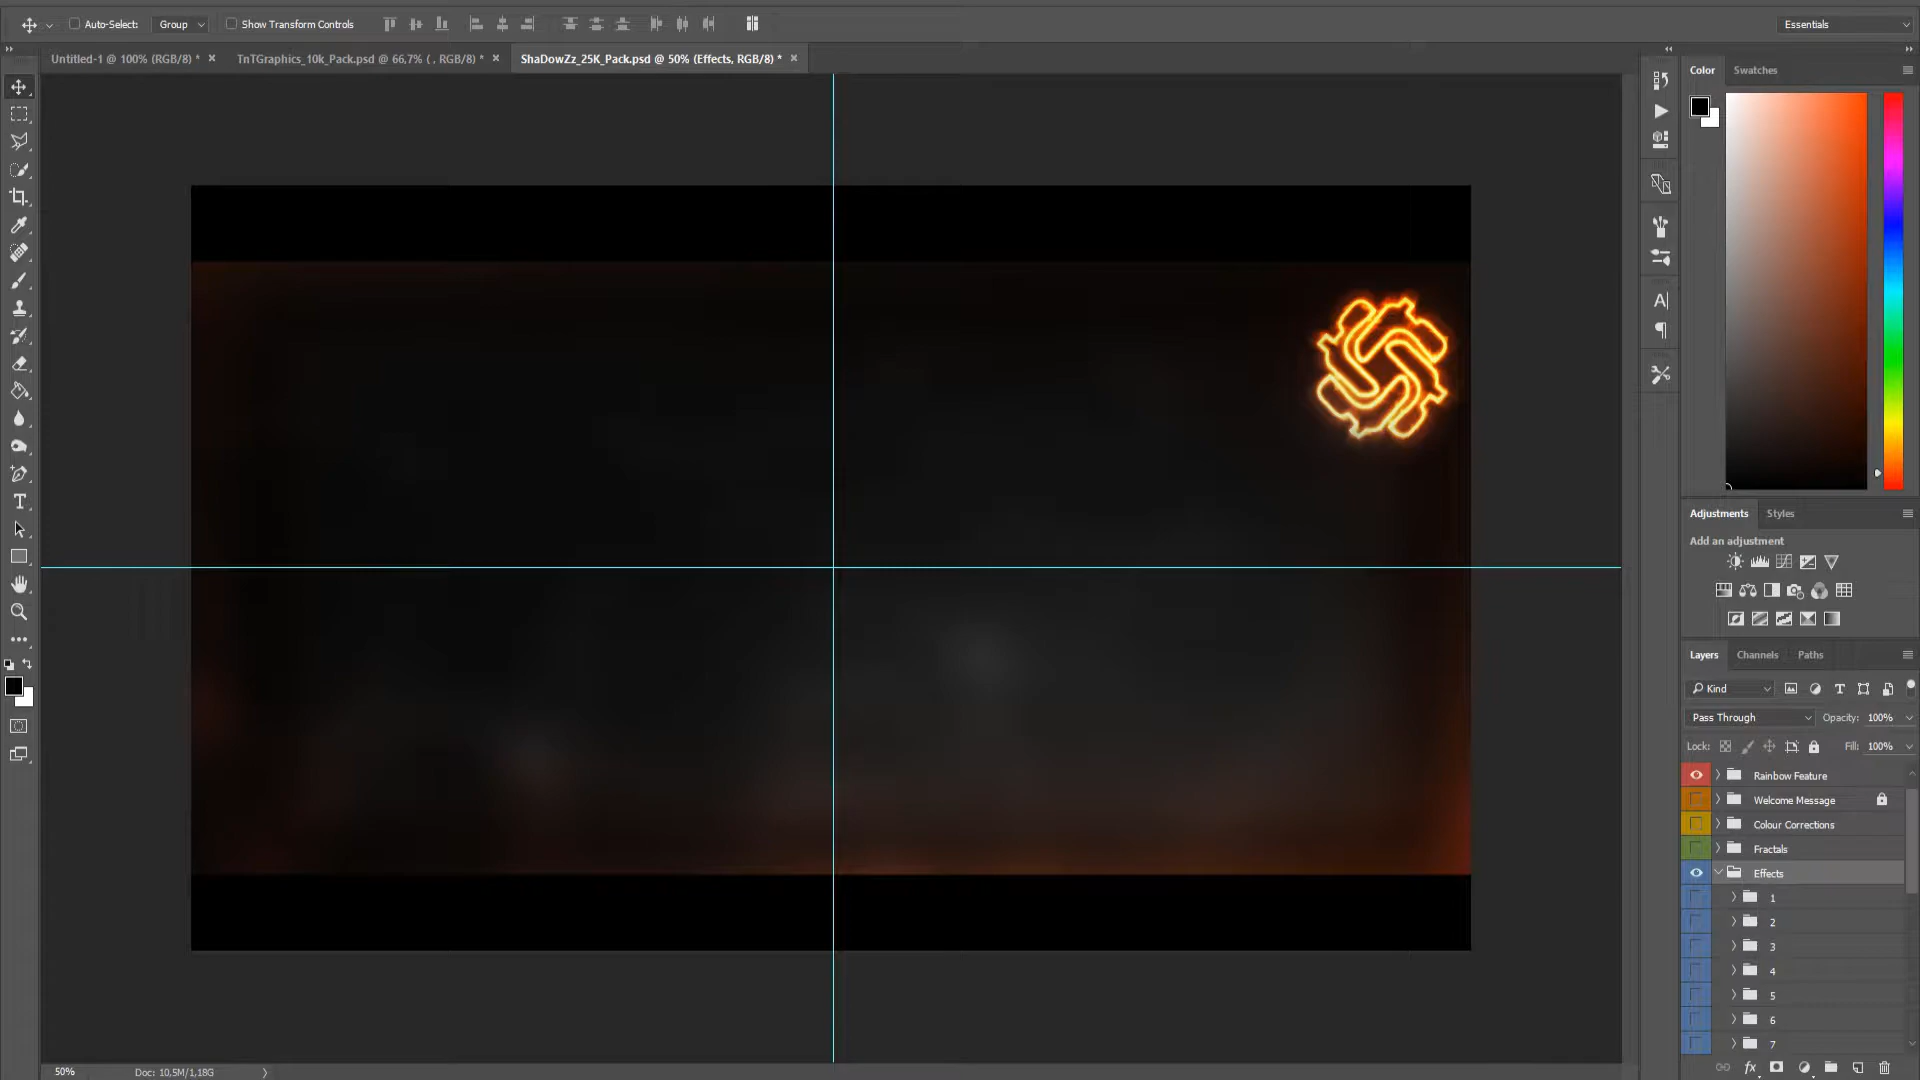 Auto-Select: Group Show Transform Controls Essentials
Untitled-1 @ 100% (RGB/8) * × TnTGraphics_10k_Pack.psd @ 66,7% ( , RGB/8) * × ShaDowZz_25K_Pack.psd @ 50% (Effects, RGB/8) * ×
Color Swatches
Adjustments Styles
Add an adjustment
Layers Channels Paths
Kind
Pass Through Opacity: 100%
Lock: Fill: 100%
Rainbow Feature
Welcome Message
Colour Corrections
Fractals
Effects
1
2
3
4
5
6
7
50% Doc: 10,5M/1,18G